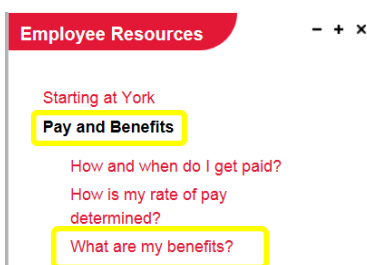 Employee Resources - + x
Starting at York
Pay and Benefits
How and when do I get paid?
How is my rate of pay
determined?
What are my benefits?